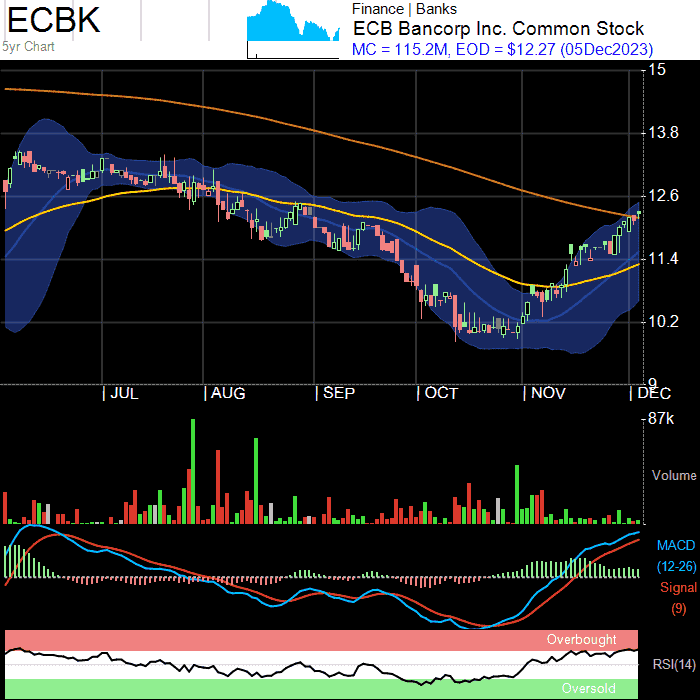 ECBK
5yr Chart
Finance | Banks
ECB Bancorp Inc. Common Stock
MC = 115.2M, EOD = $12.27 (05Dec2023)
15
13.8
12.6
11.4
10.2
9
| JUL | AUG | SEP | OCT | NOV | DEC
87k
Volume
MACD
(12-26)
Signal
(9)
Overbought
RSI(14)
Oversold